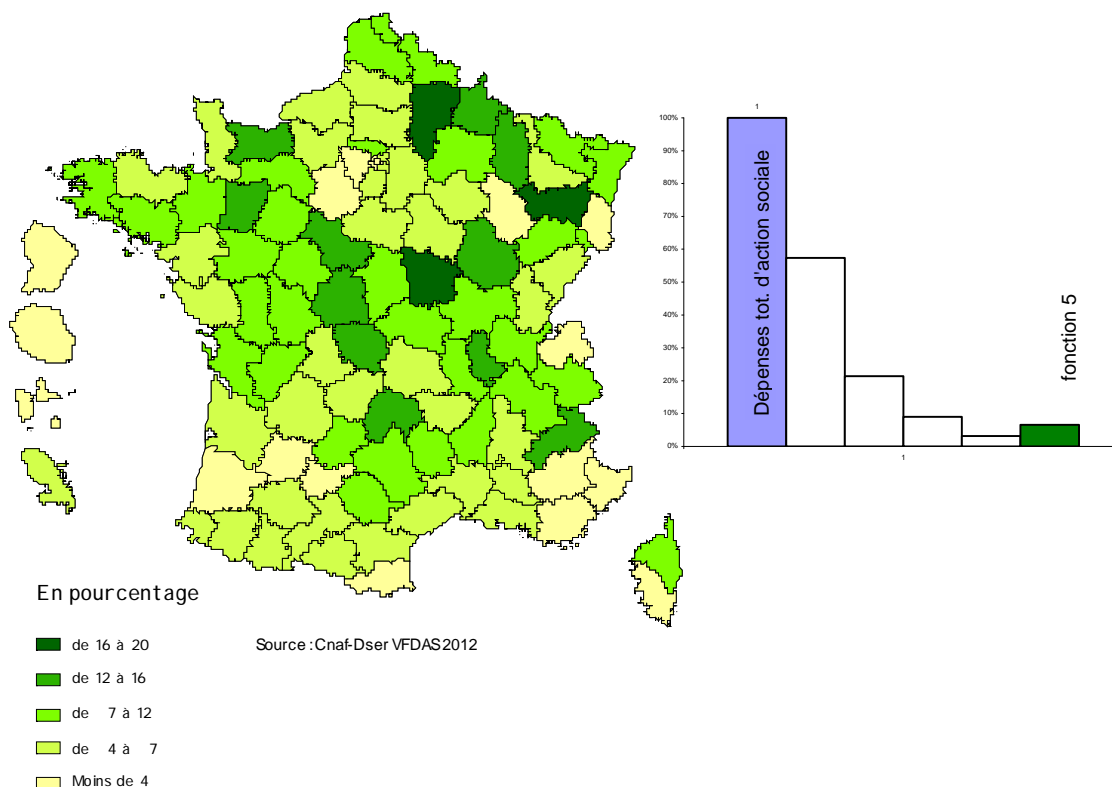 1
100%
90%
80%
70%
60%
50%
40%
30%
20%
10%
0%
1
Dépenses tot. d'action sociale
fonction 5
En pourcentage
de 16 à 20
de 12 à 16
de 7 à 12
de 4 à 7
Moins de 4
Source : Cnaf-Dser VFDAS 2012